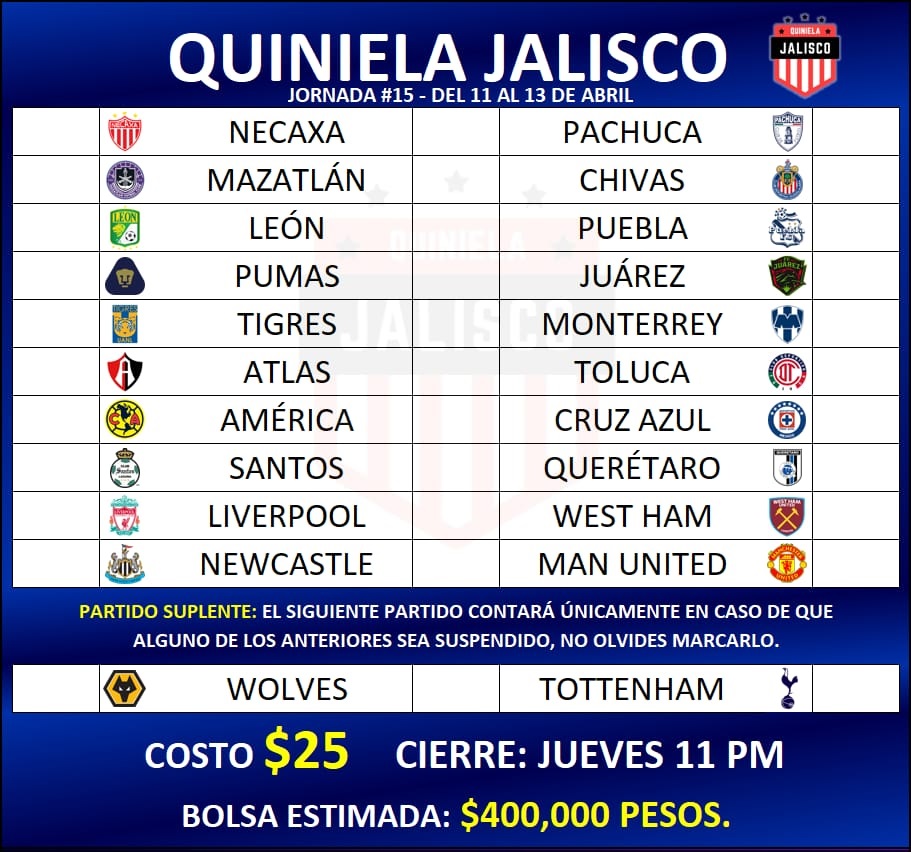 QUINIELA JALISCO
QUINIELA
JALISCO
JORNADA #15 - DEL 11 AL 13 DE ABRIL
NECAXA PACHUCA
MAZATLÁN CHIVAS
LEÓN PUEBLA
PUMAS JUÁREZ
TIGRES MONTERREY
ATLAS TOLUCA
AMÉRICA CRUZ AZUL
SANTOS QUERÉTARO
LIVERPOOL WEST HAM
NEWCASTLE MAN UNITED
QUINIELA
JALISCO
PARTIDO SUPLENTE: EL SIGUIENTE PARTIDO CONTARÁ ÚNICAMENTE EN CASO DE QUE
ALGUNO DE LOS ANTERIORES SEA SUSPENDIDO, NO OLVIDES MARCARLO.
WOLVES TOTTENHAM
COSTO $25 CIERRE: JUEVES 11 PM
BOLSA ESTIMADA: $400,000 PESOS.